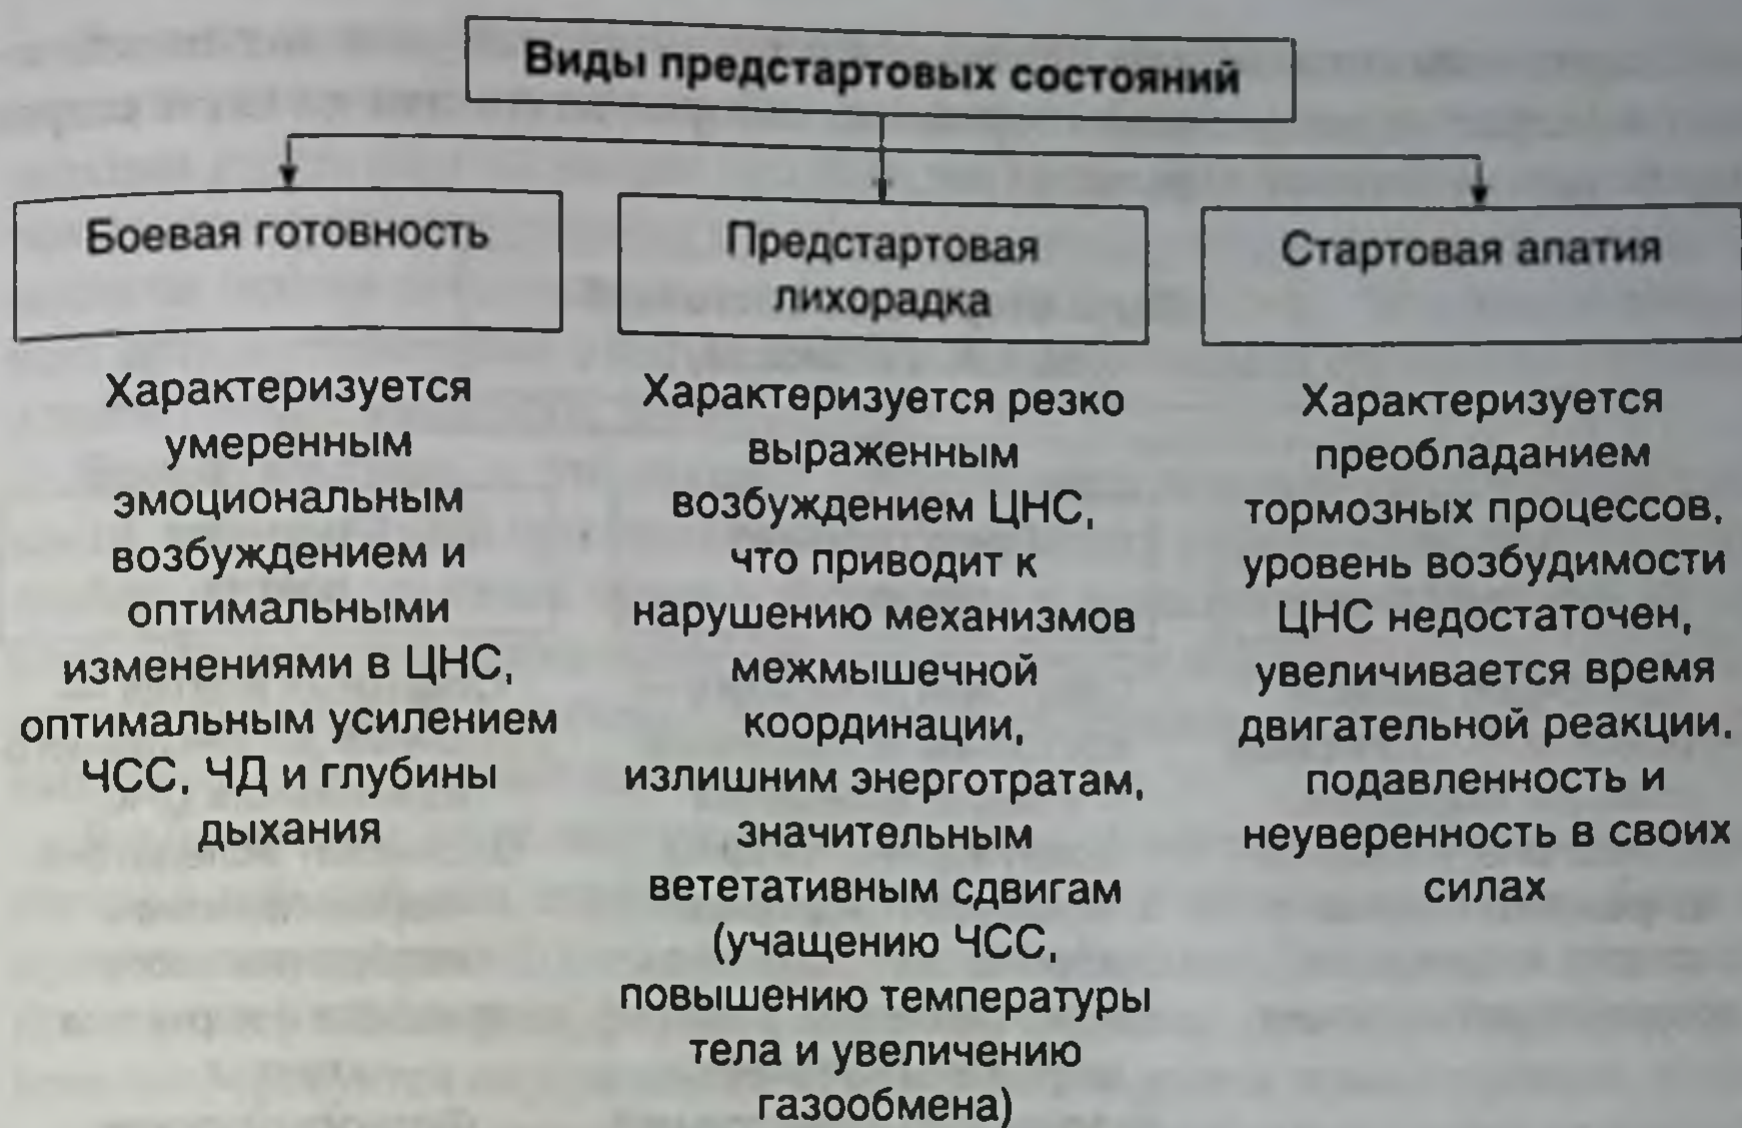 Виды предстартовых состояний
Боевая готовность
Характеризуется
умеренным
эмоциональным
возбуждением и
оптимальными
изменениями в ЦНС,
оптимальным усилением
ЧСС, ЧД и глубины
дыхания
Предстартовая
лихорадка
Характеризуется резко
выраженным
возбуждением ЦНС,
что приводит к
нарушению механизмов
межмышечной
координации,
излишним энерготратам,
значительным
вететативным сдвигам
(учащению ЧСС,
повышению температуры
тела и увеличению
газообмена)
Стартовая апатия
Характеризуется
преобладанием
тормозных процессов,
уровень возбудимости
ЦНС недостаточен,
увеличивается время
двигательной реакции,
подавленность и
неуверенность в своих
силах